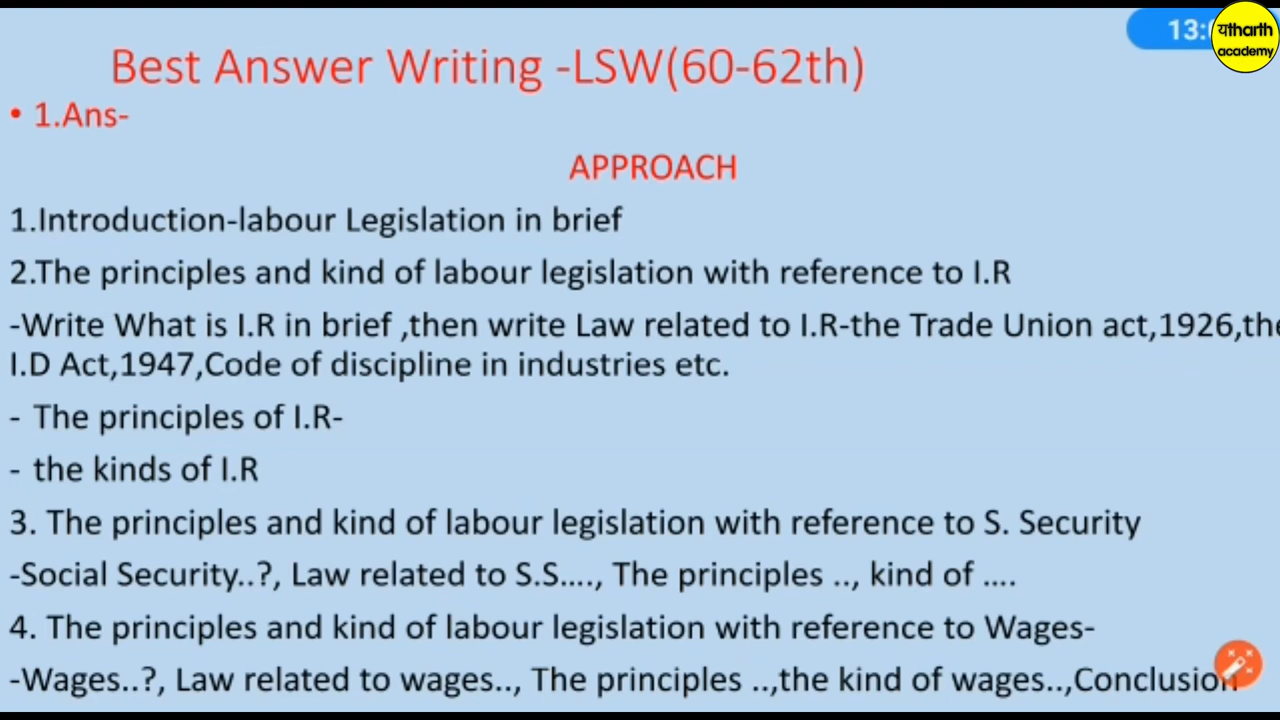 13:
यtharth
academy
Best Answer Writing -LSW(60-62th)
• 1.Ans-
APPROACH
1.Introduction-labour Legislation in brief
2.The principles and kind of labour legislation with reference to I.R
-Write What is I.R in brief ,then write Law related to I.R-the Trade Union act,1926,the
I.D Act,1947,Code of discipline in industries etc.
- The principles of I.R-
- the kinds of I.R
3. The principles and kind of labour legislation with reference to S. Security
-Social Security..?, Law related to S.S...., The principles .., kind of ....
4. The principles and kind of labour legislation with reference to Wages-
-Wages..?, Law related to wages.., The principles ..,the kind of wages..,Conclusion